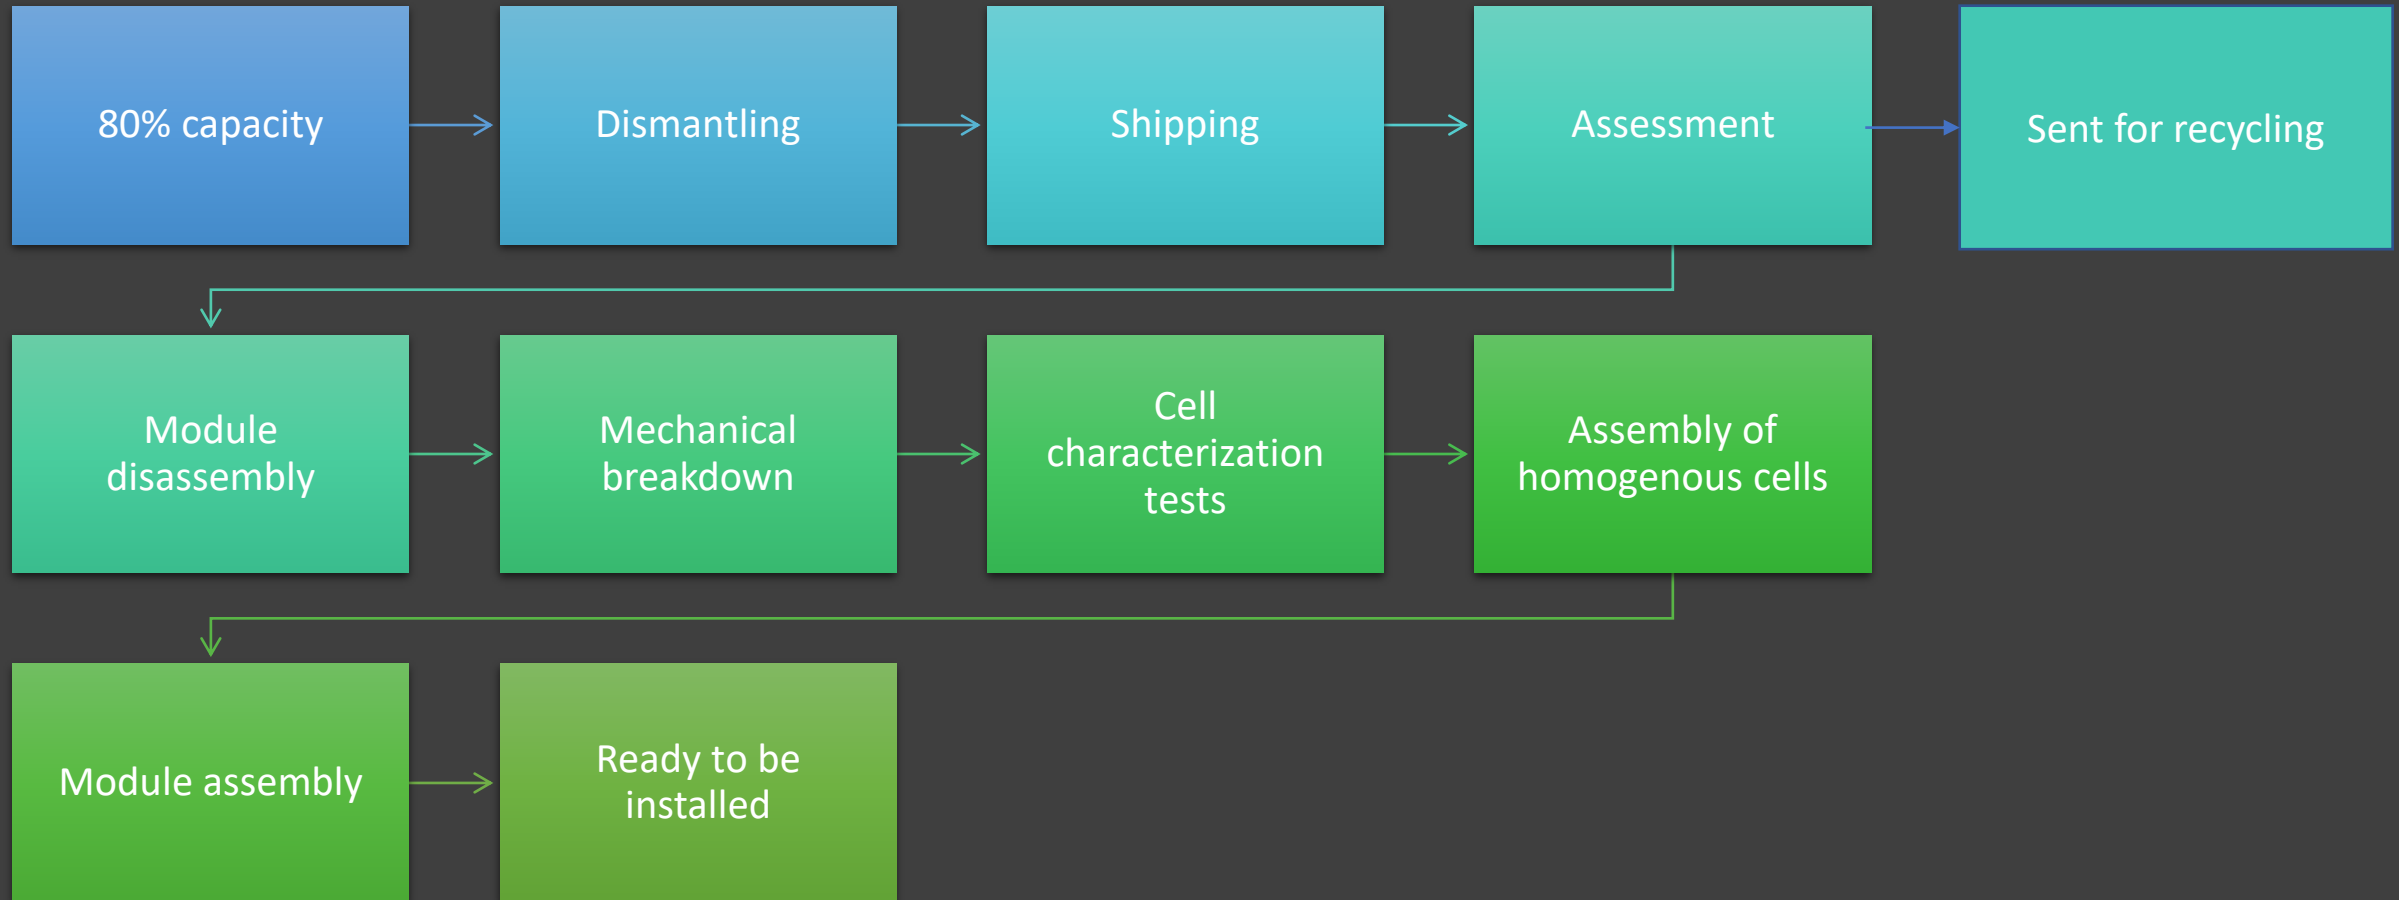 80% capacity
Dismantling
Shipping
Assessment
Sent for recycling
Module
disassembly
Mechanical
breakdown
Cell
characterization
tests
Assembly of
homogenous cells
Module assembly
Ready to be
installed